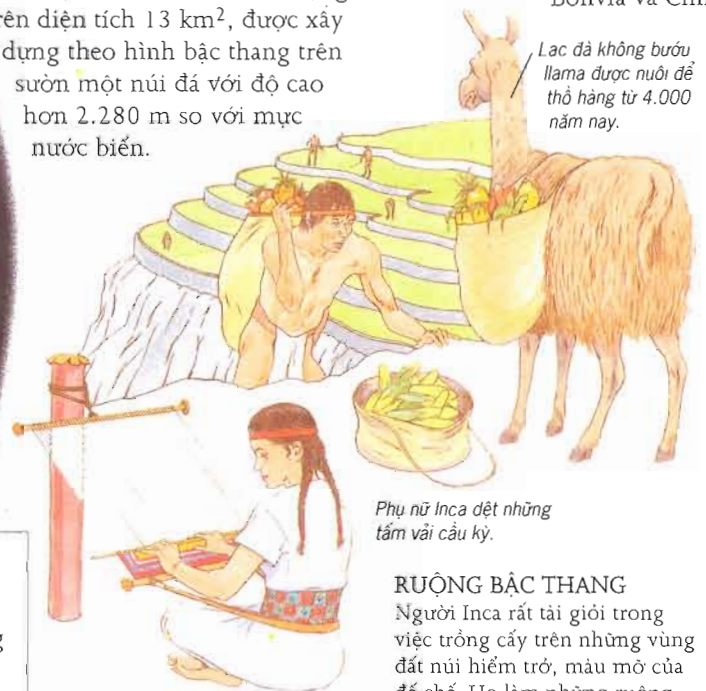 trên diện tích 13 km², được xây
dựng theo hình bậc thang trên
sườn một núi đá với độ cao
hơn 2.280 m so với mực
nước biển.
Lạc đà không bướu
llama được nuôi để
thồ hàng từ 4.000
năm nay.
Phụ nữ Inca dệt những
tấm vải cầu kỳ.
RUỘNG BẬC THANG
Người Inca rất tài giỏi trong
việc trồng cấy trên những vùng
đất núi hiểm trở, màu mỡ của